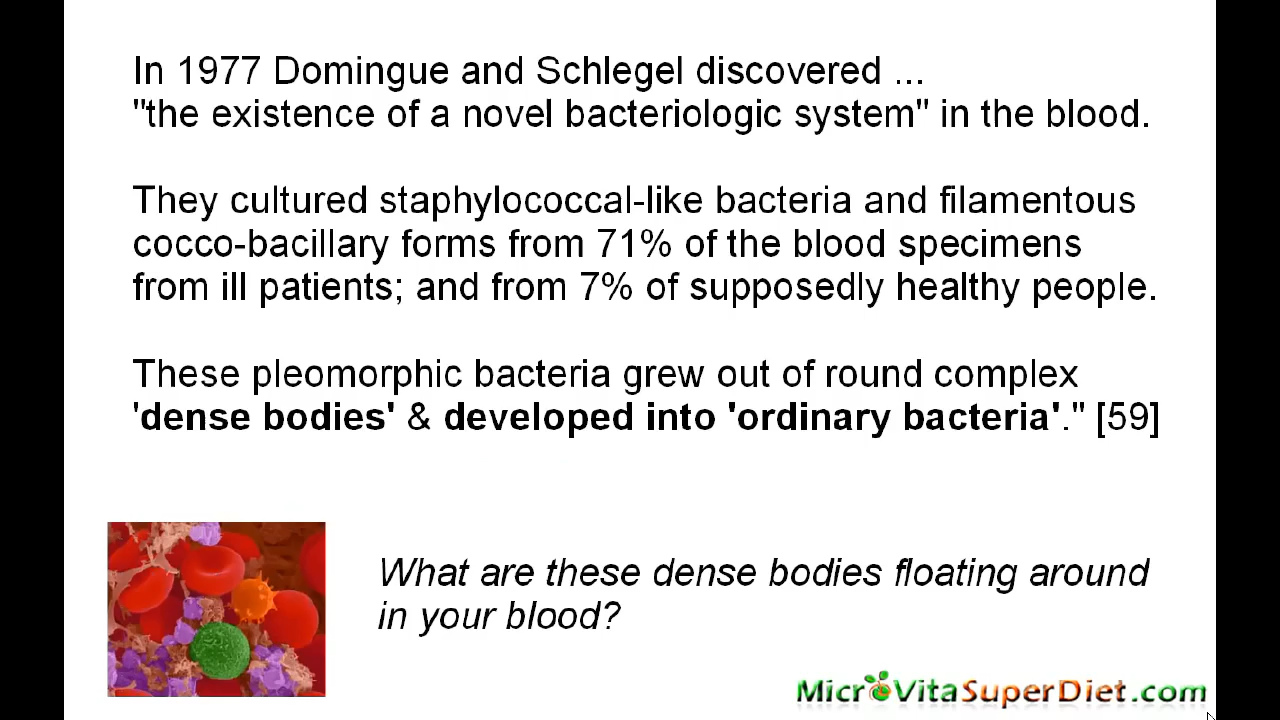 In 1977 Domingue and Schlegel discovered ...
"the existence of a novel bacteriologic system" in the blood.
They cultured staphylococcal-like bacteria and filamentous
cocco-bacillary forms from 71% of the blood specimens
from ill patients; and from 7% of supposedly healthy people.
These pleomorphic bacteria grew out of round complex
'dense bodies' & developed into 'ordinary bacteria'." [59]
What are these dense bodies floating around
in your blood?
MicroVitaSuperDiet.com